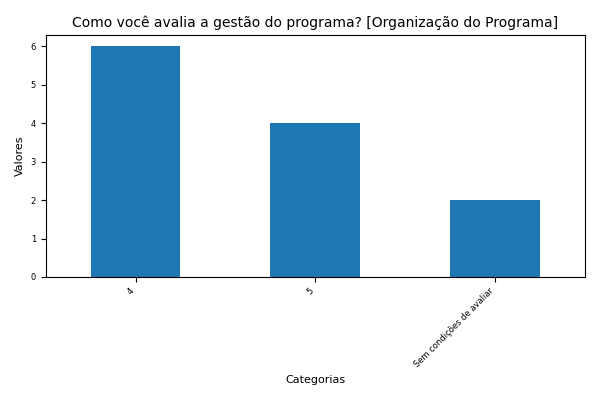 Como você avalia a gestão do programa? [Organização do Programa]
Valores
6
5
4
3
2
1
0
4
5
Sem condições de avaliar
Categorias